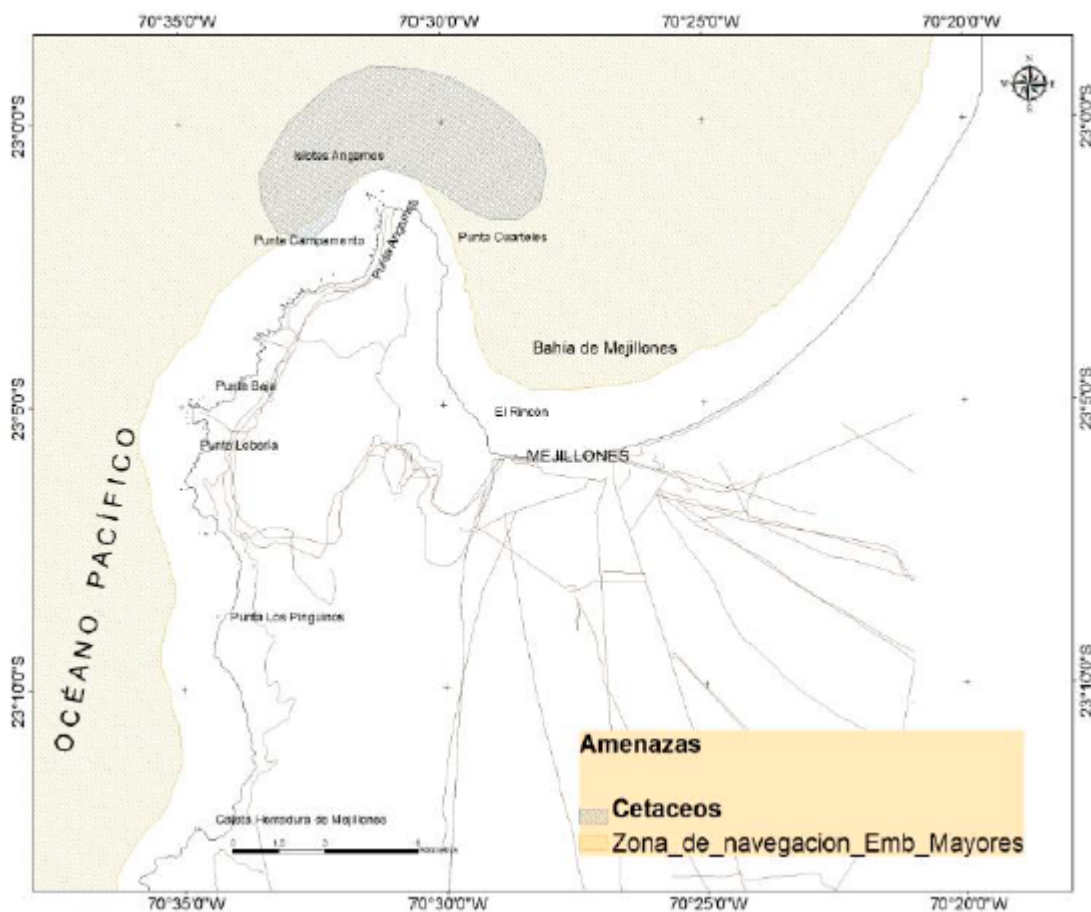 70°35'0"W
70°30'0"W
70°25'0"W
70°20'0"W
23°0'0"S
23°0'0"S
Islotes Angamos
Punta Campamento
Punta Angamos
Punta Cuarteles
Bahía de Mejillones
Punta Baja
El Rincón
23°5'0"S
23°5'0"S
Punta Lobería
MEJILLONES
OCÉANO PACÍFICO
Punta Los Pinguinos
23°10'0"S
23°10'0"S
Amenazas
Cetaceos
Zona_de_navegacion_Emb_Mayores
Caleta Herradura de Mejillones
70°35'0"W
70°30'0"W
70°25'0"W
70°20'0"W